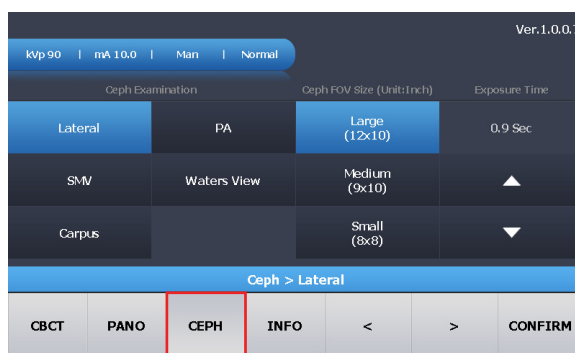 Ver.1.0.0.
kVp 90 | mA 10.0 | Man | Normal
Ceph Examination Ceph FOV Size (Unit:Inch) Exposure Time
Lateral PA Large (12x10) 0.9 Sec
SMV Waters View Medium (9x10)
Carpus Small (8x8)
Ceph > Lateral
CBCT PANO CEPH INFO < > CONFIRM